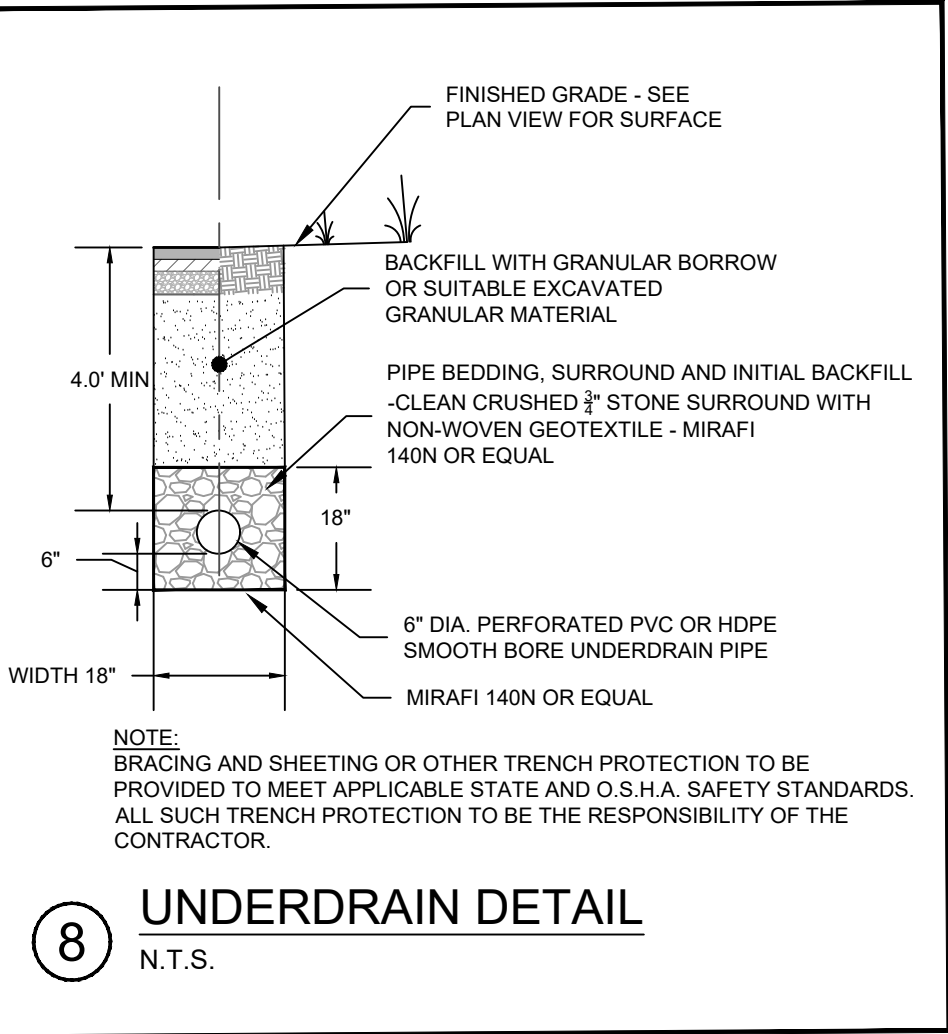 FINISHED GRADE - SEE
PLAN VIEW FOR SURFACE
BACKFILL WITH GRANULAR BORROW
OR SUITABLE EXCAVATED
GRANULAR MATERIAL
4.0' MIN
PIPE BEDDING, SURROUND AND INITIAL BACKFILL
-CLEAN CRUSHED 3/4" STONE SURROUND WITH
NON-WOVEN GEOTEXTILE - MIRAFI
140N OR EQUAL
18"
6"
6" DIA. PERFORATED PVC OR HDPE
SMOOTH BORE UNDERDRAIN PIPE
WIDTH 18"
MIRAFI 140N OR EQUAL
NOTE:
BRACING AND SHEETING OR OTHER TRENCH PROTECTION TO BE
PROVIDED TO MEET APPLICABLE STATE AND O.S.H.A. SAFETY STANDARDS.
ALL SUCH TRENCH PROTECTION TO BE THE RESPONSIBILITY OF THE
CONTRACTOR.
8
UNDERDRAIN DETAIL
N.T.S.